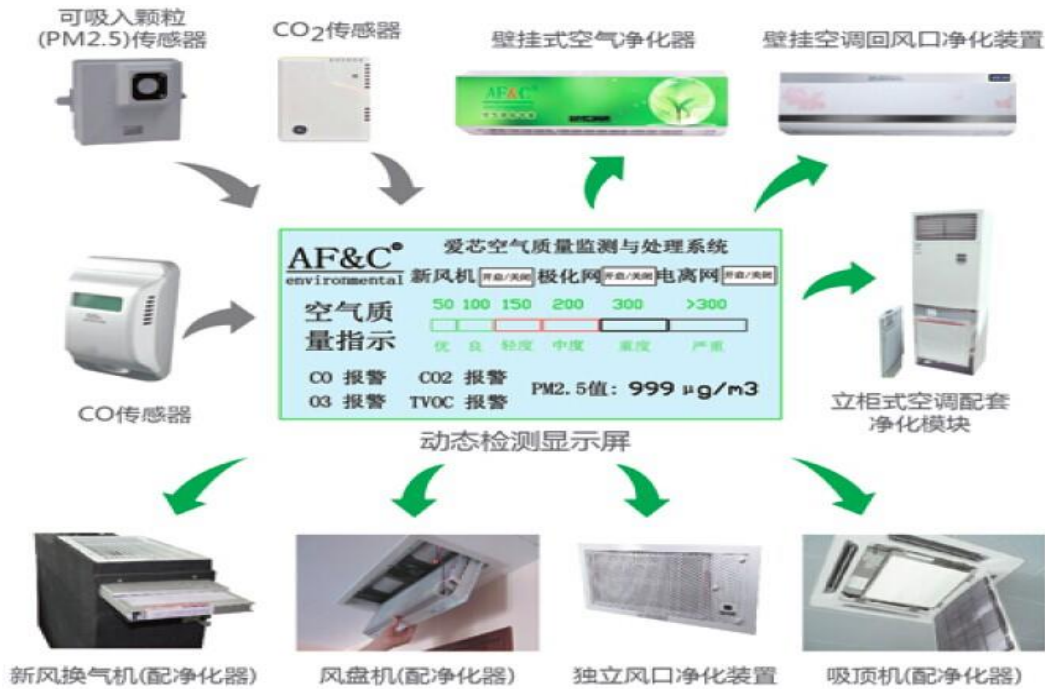 可吸入颗粒
(PM2.5)传感器
CO2传感器
壁挂式空气净化器
壁挂空调回风口净化装置
AF&C
AF&C®
environmental
爱芯空气质量监测与处理系统
新风机 开启/关闭 极化网 开启/关闭 电离网 开启/关闭
空气质
量指示
50 100 150 200 300 >300
优 良 轻度 中度 重度 严重
CO 报警 CO2 报警
O3 报警 TVOC 报警
PM2.5值: 999 μg/m3
CO传感器
动态检测显示屏
立柜式空调配套
净化模块
新风换气机(配净化器)
风盘机(配净化器)
独立风口净化装置
吸顶机(配净化器)